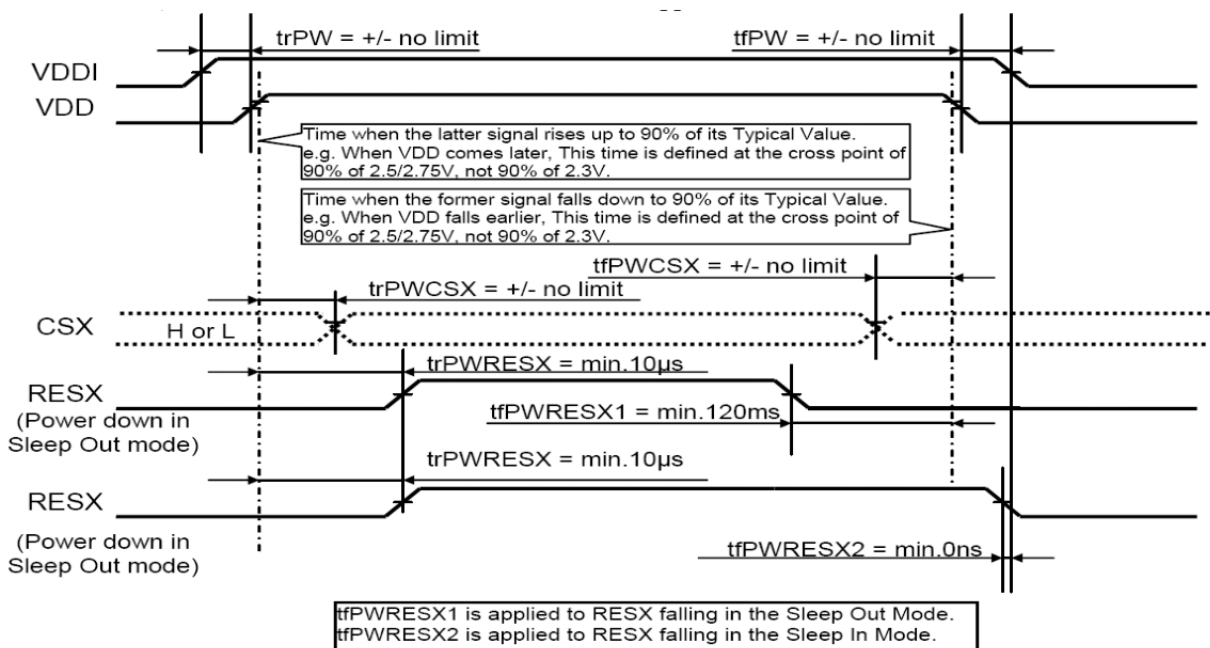 trPW = +/- no limit
tfPW = +/- no limit
VDDI
VDD
Time when the latter signal rises up to 90% of its Typical Value.
e.g. When VDD comes later, This time is defined at the cross point of
90% of 2.5/2.75V, not 90% of 2.3V.
Time when the former signal falls down to 90% of its Typical Value.
e.g. When VDD falls earlier, This time is defined at the cross point of
90% of 2.5/2.75V, not 90% of 2.3V.
tfPWCSX = +/- no limit
trPWCSX = +/- no limit
CSX
H or L
trPWRESX = min.10μs
RESX
(Power down in
Sleep Out mode)
tfPWRESX1 = min.120ms
trPWRESX = min.10μs
RESX
(Power down in
Sleep Out mode)
tfPWRESX2 = min.0ns
tfPWRESX1 is applied to RESX falling in the Sleep Out Mode.
tfPWRESX2 is applied to RESX falling in the Sleep In Mode.